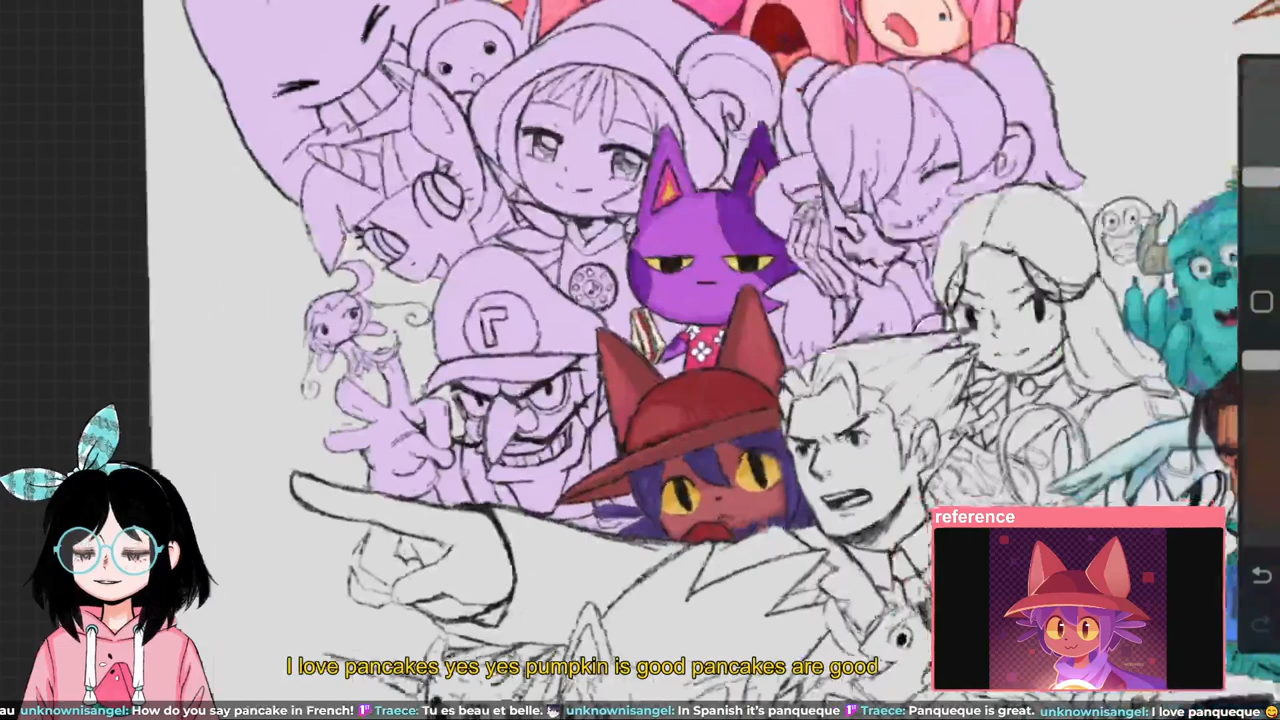 reference
I love pancakes yes yes pumpkin is good pancakes are good
au unknownisangel: How do you say pancake in French! Traece: Tu es beau et belle. unknownisangel: In Spanish it's panqueque Traece: Panqueque is great. unknownisangel: I love panqueque 😋